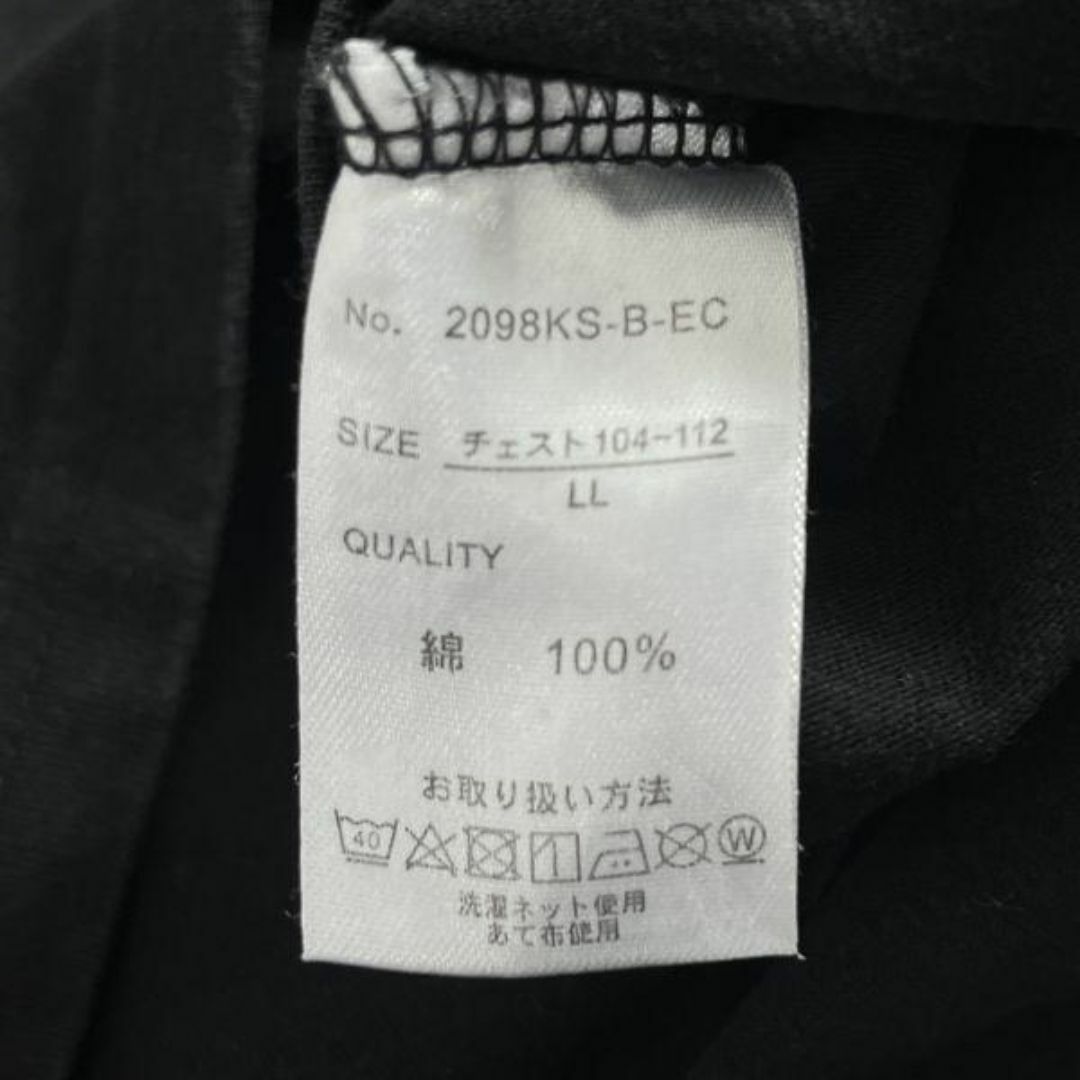 No. 2098KS-B-EC
SIZE チェスト104~112
LL
QUALITY
綿 100%
お取り扱い方法
40 W
洗濯ネット使用
あて布使用